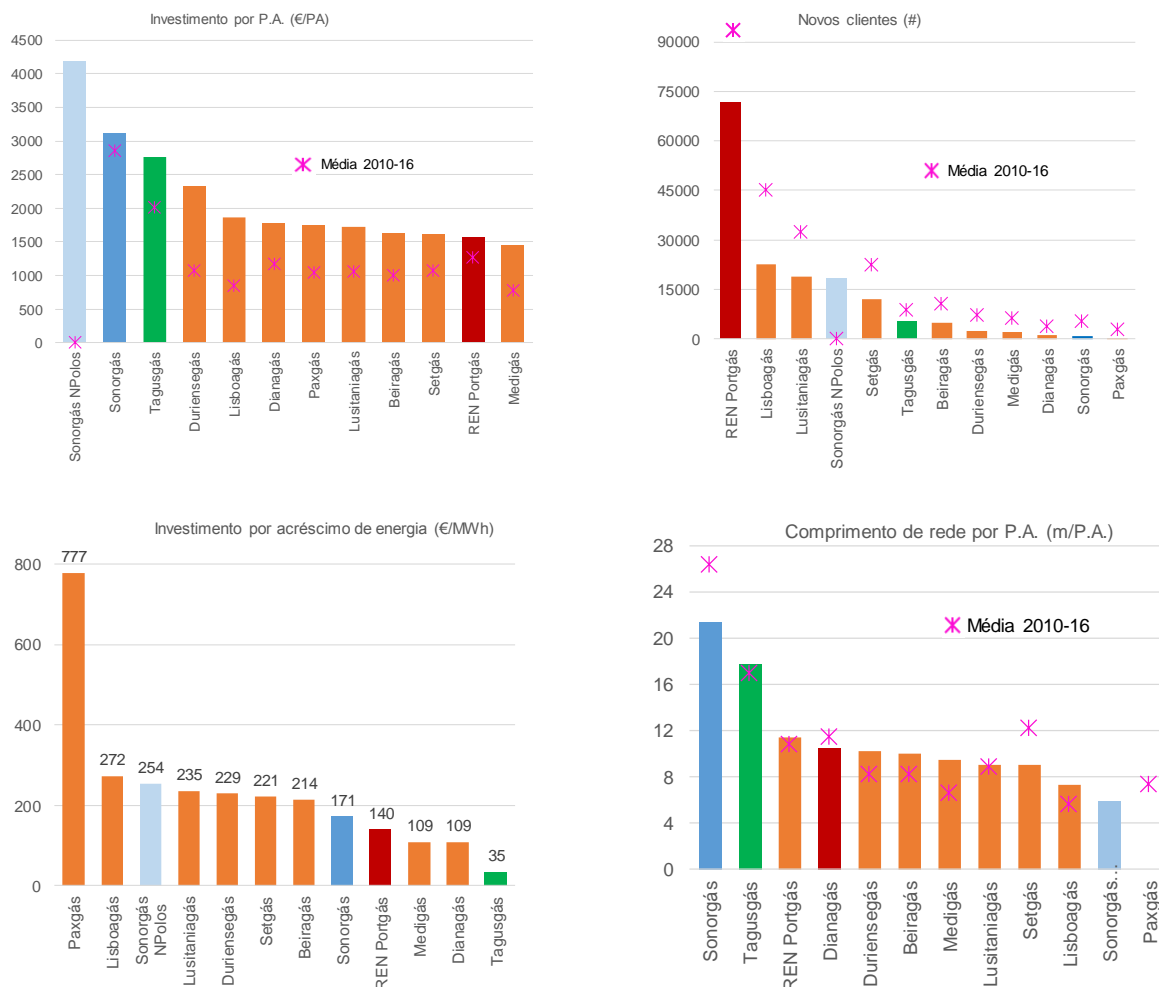 Investimento por P.A. (€/PA)
4500
4000
3500
3000
2500
2000
1500
1000
500
0
Média 2010-16
Sonorgás NPolos
Sonorgás
Tagusgás
Duriensegás
Lisboagás
Dianagás
Paxgás
Lusitaniagás
Beiragás
Setgás
REN Portgás
Medigás
Novos clientes (#)
90000
75000
60000
45000
30000
15000
0
Média 2010-16
REN Portgás
Lisboagás
Lusitaniagás
Sonorgás NPolos
Setgás
Tagusgás
Beiragás
Duriensegás
Medigás
Dianagás
Sonorgás
Paxgás
Investimento por acréscimo de energia (€/MWh)
800
600
400
200
0
777
272
254
235
229
221
214
171
140
109
109
35
Paxgás
Lisboagás
Sonorgás
NPolos
Lusitaniagás
Duriensegás
Setgás
Beiragás
Sonorgás
REN Portgás
Medigás
Dianagás
Tagusgás
Comprimento de rede por P.A. (m/P.A.)
28
24
20
16
12
8
4
0
Média 2010-16
Sonorgás
Tagusgás
REN Portgás
Dianagás
Duriensegás
Beiragás
Medigás
Lusitaniagás
Setgás
Lisboagás
Sonorgás...
Paxgás